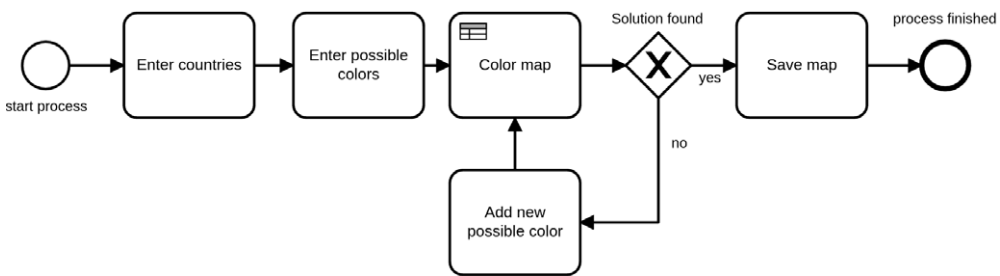 Solution found
process finished
Enter countries
Enter possible
colors
Color map
Save map
start process
yes
no
Add new
possible color